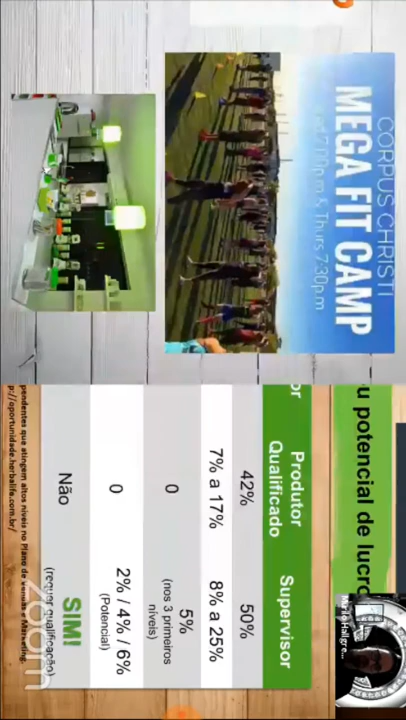 CORPUS CHRISTI
MEGA FIT CAMP
7:00pm & Thurs 7:30pm
u potencial de lucro
or
Produtor
Qualificado
Supervisor
42%
50%
7% a 17%
8% a 25%
0
5%
(nos 3 primeiros
níveis)
0
2% / 4% / 6%
(Potencial)
Não
SIM!
(requer qualificação)
pendentes que atingem altos níveis no Plano de Vendas e Marketing.
p://oportunidade.herbalife.com.br/
zoom